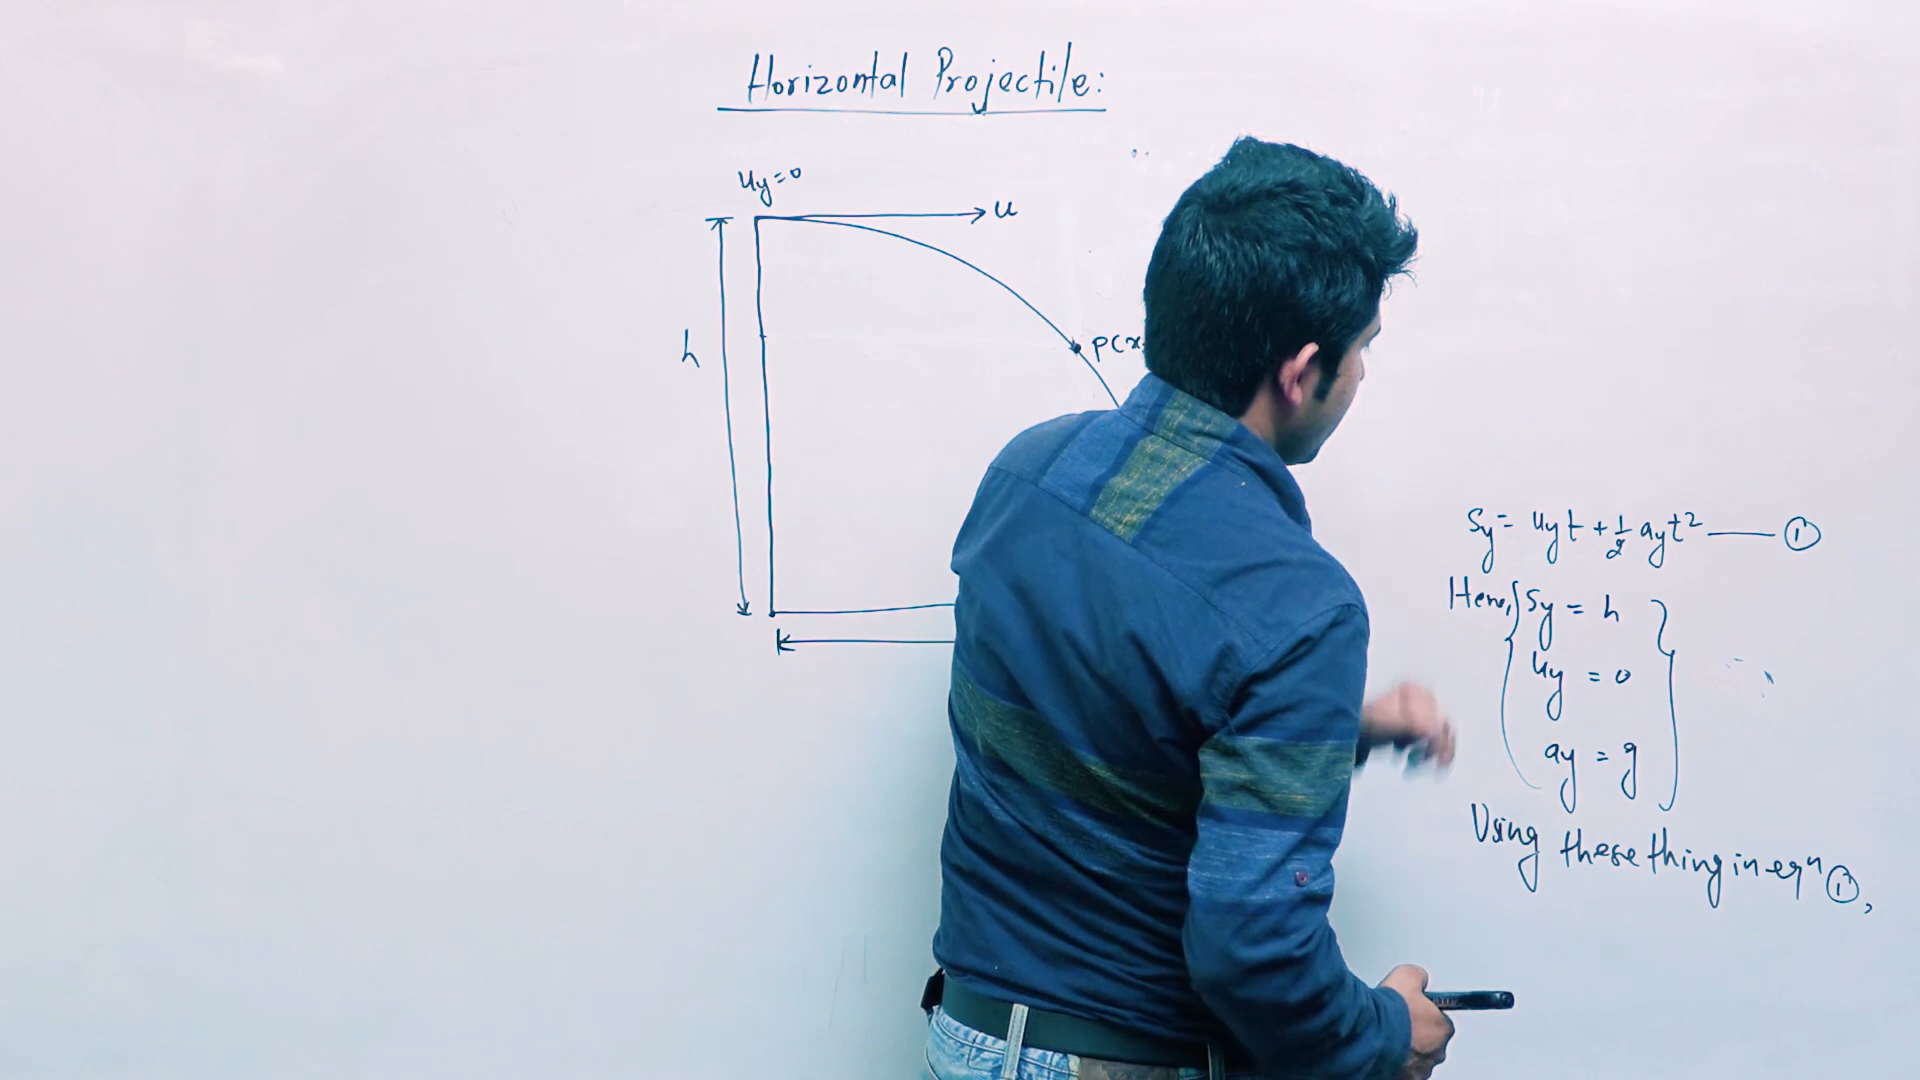 Horizontal Projectile:
uy=0
u
h
P(x
Sy = uyt + 1/2 ayt² —— ①
Here, { Sy = h
uy = 0
ay = g }
Using these thing in eqⁿ ①,